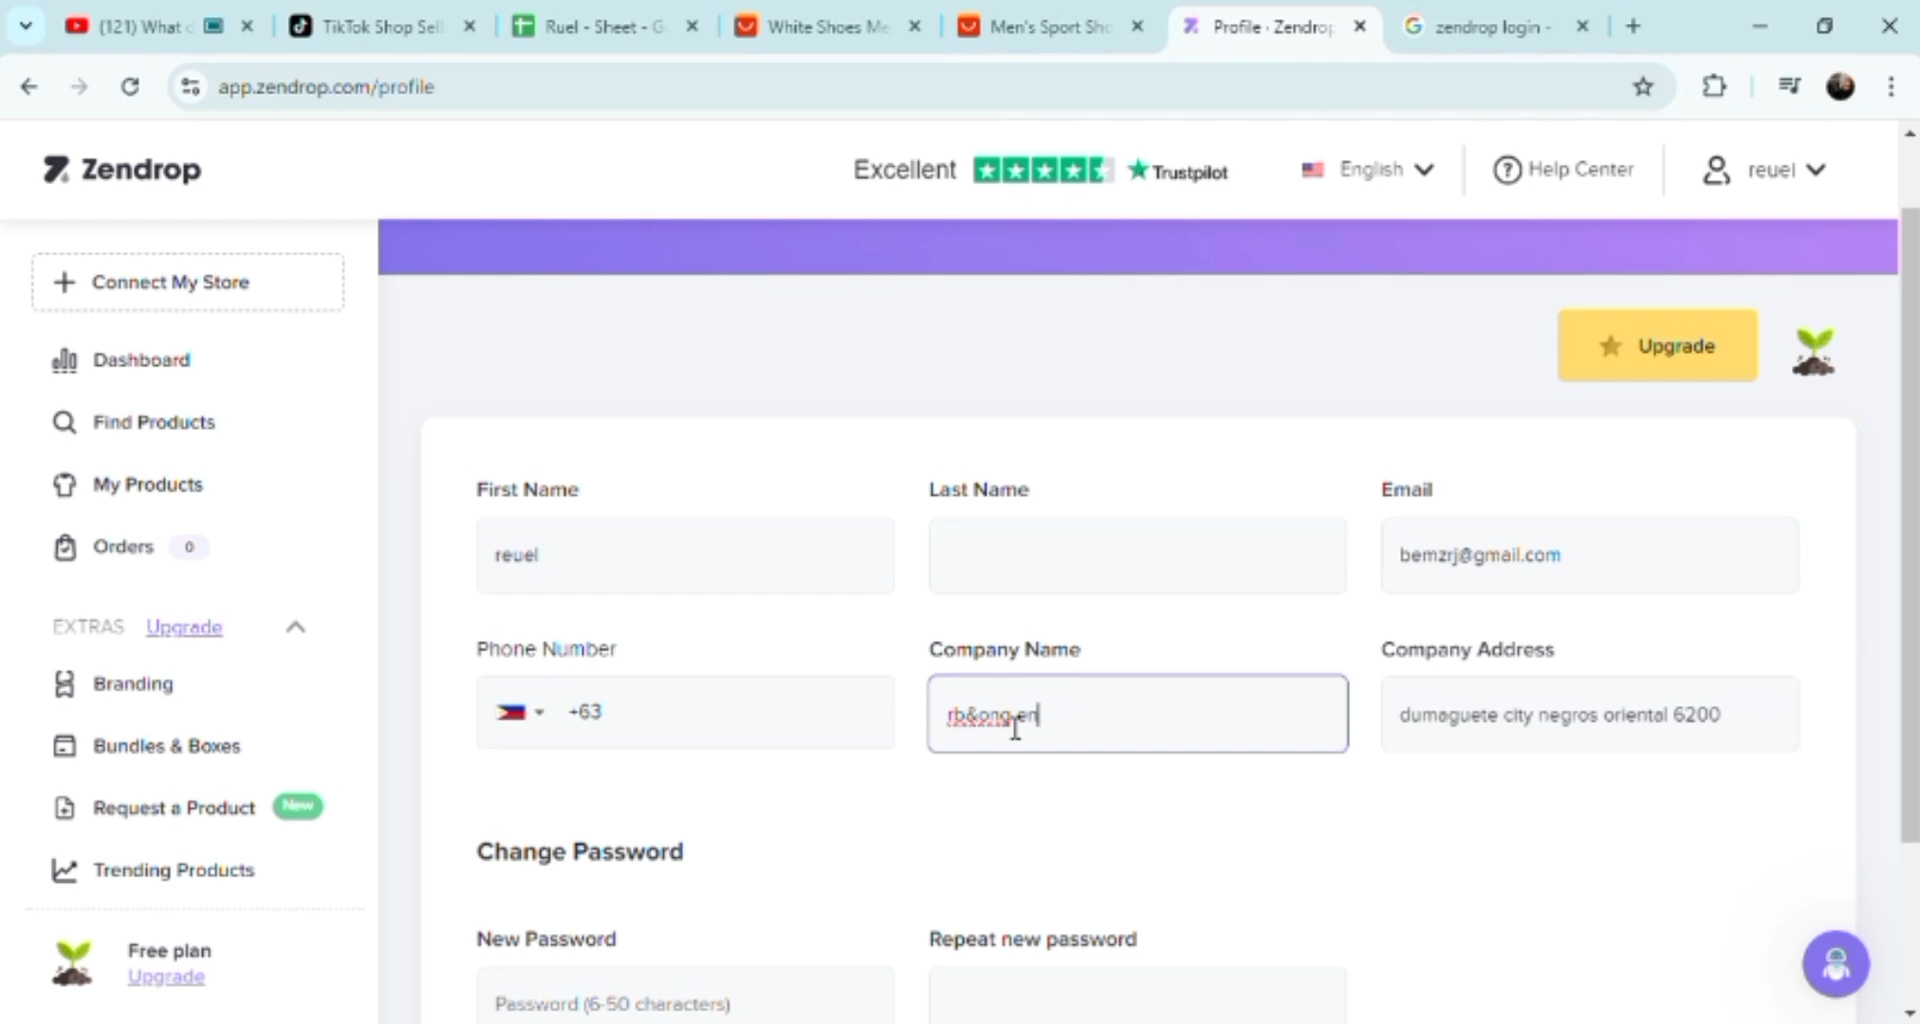 (121) What c
TikTok Shop Sell
Ruel - Sheet - G
White Shoes Me
Men's Sport Sho
Profile · Zendrop
zendrop login -
app.zendrop.com/profile
Zendrop
Excellent
Trustpilot
English
Help Center
reuel
Connect My Store
Dashboard
Find Products
My Products
Orders 0
EXTRAS Upgrade
Branding
Bundles & Boxes
Request a Product New
Trending Products
Free plan
Upgrade
Upgrade
First Name
Last Name
Email
reuel
bemzrj@gmail.com
Phone Number
Company Name
Company Address
+63
rb&ong en
dumaguete city negros oriental 6200
Change Password
New Password
Repeat new password
Password (6-50 characters)